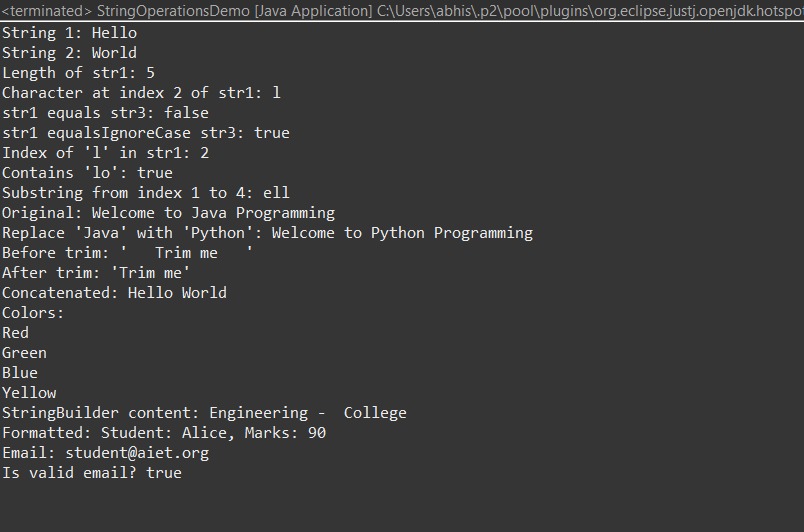 <terminated> StringOperationsDemo [Java Application] C:\Users\abhis\.p2\pool\plugins\org.eclipse.justj.openjdk.hotspot
String 1: Hello
String 2: World
Length of str1: 5
Character at index 2 of str1: l
str1 equals str3: false
str1 equalsIgnoreCase str3: true
Index of 'l' in str1: 2
Contains 'lo': true
Substring from index 1 to 4: ell
Original: Welcome to Java Programming
Replace 'Java' with 'Python': Welcome to Python Programming
Before trim: '   Trim me   '
After trim: 'Trim me'
Concatenated: Hello World
Colors:
Red
Green
Blue
Yellow
StringBuilder content: Engineering -  College
Formatted: Student: Alice, Marks: 90
Email: student@aiet.org
Is valid email? true